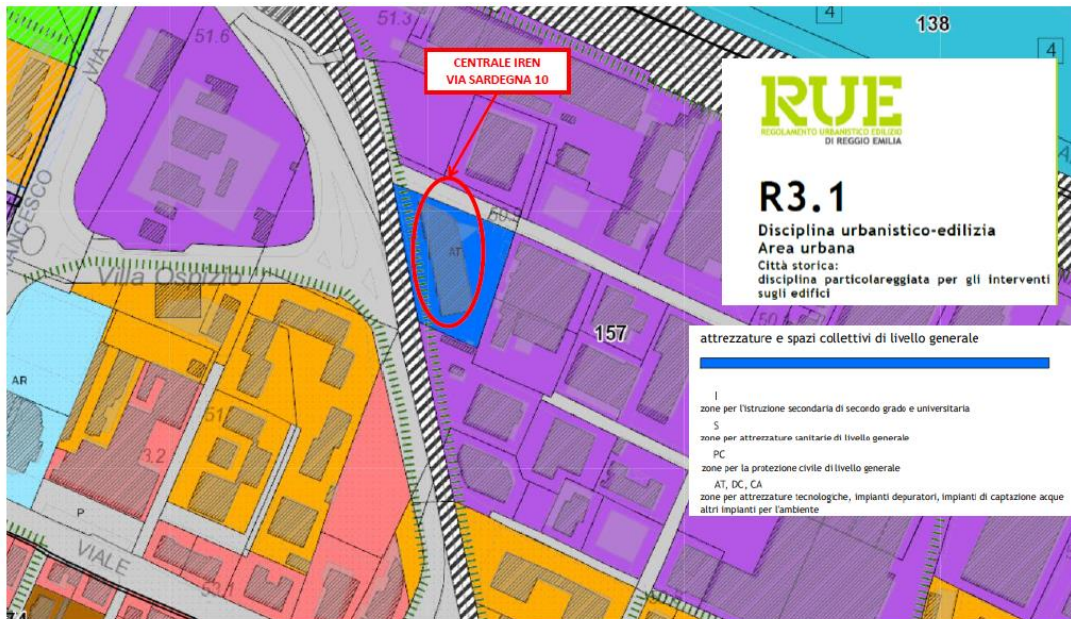 51.3
4
138
4
51.6
VIA
CENTRALE IREN
VIA SARDEGNA 10
RUE
REGOLAMENTO URBANISTICO EDILIZIO
DI REGGIO EMILIA
R3.1
Disciplina urbanistico-edilizia
Area urbana
Città storica:
disciplina particolareggiata per gli interventi
sugli edifici
AT
Villa Ospizio
157
attrezzature e spazi collettivi di livello generale
I
zone per l'istruzione secondaria di secordo grado e universitaria
S
zone per attrezzature sanitarie di livello generale
PC
zone per la protezione civile di livello generale
AT, DC, CA
zone per attrezzature tecnologiche, impianti depuratori, impianti di captazione acque
altri impianti per l'ambiente
AR
3.2
P
VIALE